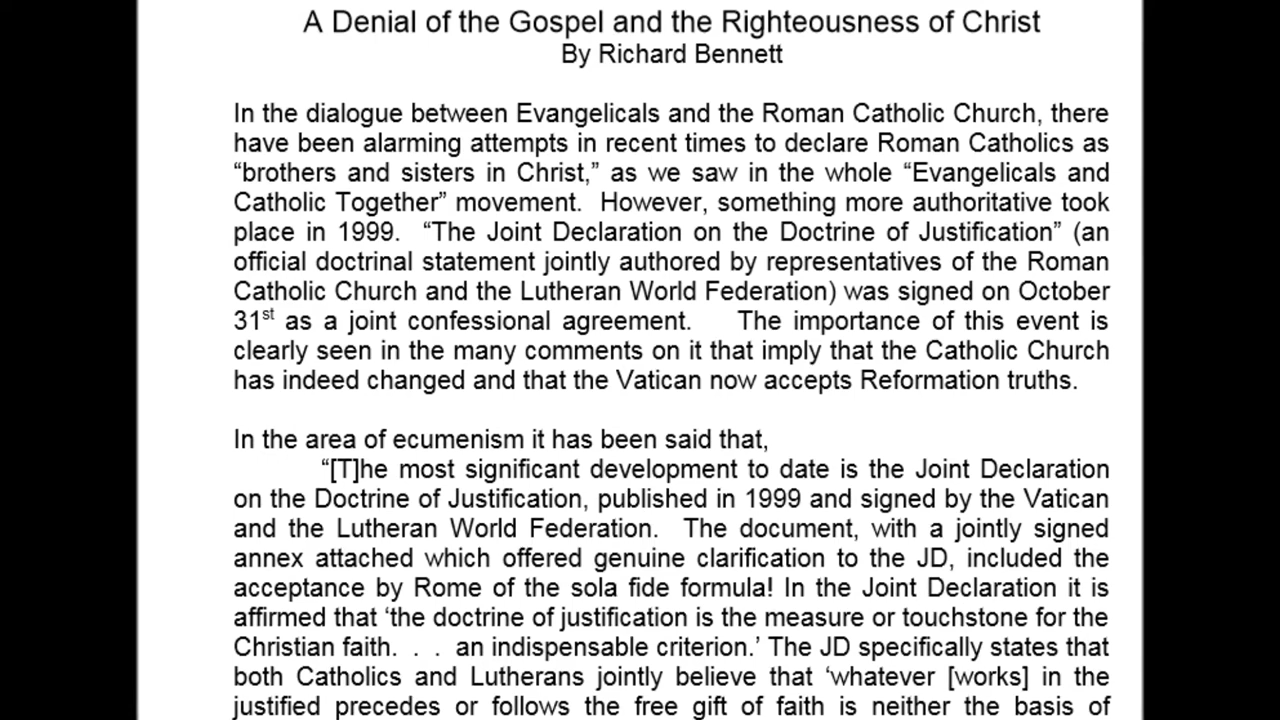 A Denial of the Gospel and the Righteousness of Christ
By Richard Bennett
In the dialogue between Evangelicals and the Roman Catholic Church, there
have been alarming attempts in recent times to declare Roman Catholics as
“brothers and sisters in Christ,” as we saw in the whole “Evangelicals and
Catholic Together” movement.  However, something more authoritative took
place in 1999.  “The Joint Declaration on the Doctrine of Justification” (an
official doctrinal statement jointly authored by representatives of the Roman
Catholic Church and the Lutheran World Federation) was signed on October
31st as a joint confessional agreement.  The importance of this event is
clearly seen in the many comments on it that imply that the Catholic Church
has indeed changed and that the Vatican now accepts Reformation truths.
In the area of ecumenism it has been said that,
“[T]he most significant development to date is the Joint Declaration
on the Doctrine of Justification, published in 1999 and signed by the Vatican
and the Lutheran World Federation.  The document, with a jointly signed
annex attached which offered genuine clarification to the JD, included the
acceptance by Rome of the sola fide formula! In the Joint Declaration it is
affirmed that ‘the doctrine of justification is the measure or touchstone for the
Christian faith. . . an indispensable criterion.’ The JD specifically states that
both Catholics and Lutherans jointly believe that ‘whatever [works] in the
justified precedes or follows the free gift of faith is neither the basis of